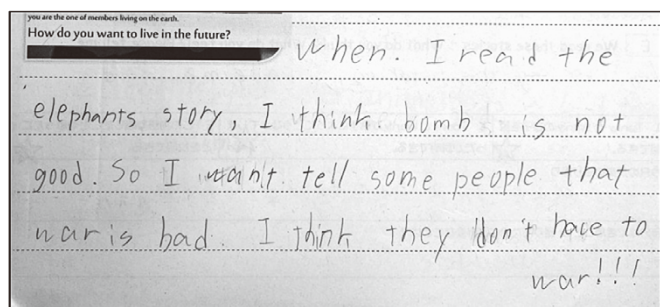 you are the one of members living on the earth.
How do you want to live in the future?
When. I read the
elephants story, I think. bomb is not
good. So I wan't tell some people that
war is bad. I think they don't have to
war!!!